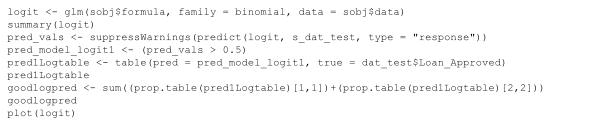 logit <- glm(sobj$formula, family = binomial, data = sobj$data)
summary(logit)
pred_vals <- suppressWarnings(predict(logit, s_dat_test, type = "response"))
pred_model_logit1 <- (pred_vals > 0.5)
pred1Logtable <- table(pred = pred_model_logit1, true = dat_test$Loan_Approved)
pred1Logtable
goodlogpred <- sum((prop.table(pred1Logtable)[1,1])+(prop.table(pred1Logtable)[2,2]))
goodlogpred
plot(logit)